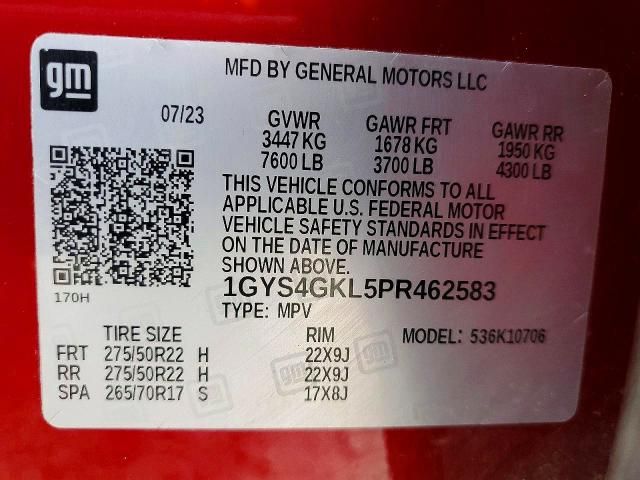 gm
MFD BY GENERAL MOTORS LLC
07/23
GVWR GAWR FRT GAWR RR
3447 KG 1678 KG 1950 KG
7600 LB 3700 LB 4300 LB
THIS VEHICLE CONFORMS TO ALL
APPLICABLE U.S. FEDERAL MOTOR
VEHICLE SAFETY STANDARDS IN EFFECT
ON THE DATE OF MANUFACTURE
SHOWN ABOVE.
170H
1GYS4GKL5PR462583
TYPE: MPV
TIRE SIZE RIM MODEL: 536K10706
FRT 275/50R22 H 22X9J
RR 275/50R22 H 22X9J
SPA 265/70R17 S 17X8J